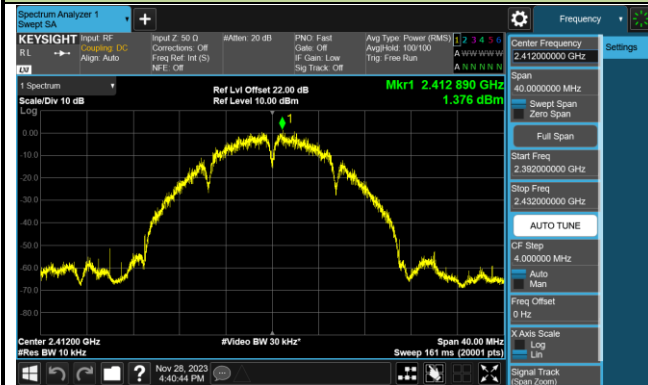 Spectrum Analyzer 1
Swept SA
Frequency
KEYSIGHT
RL
Input: RF
Coupling: DC
Align: Auto
Input Z: 50 Ω
Corrections: Off
Freq Ref: Int (S)
NFE: Off
#Atten: 20 dB
PNO: Fast
Gate: Off
IF Gain: Low
Sig Track: Off
Avg Type: Power (RMS)
Avg|Hold: 100/100
Trig: Free Run
1 2 3 4 5 6
A W W W W W
A N N N N N
Center Frequency
2.412000000 GHz
Settings
Span
40.0000000 MHz
Swept Span
Zero Span
Full Span
Start Freq
2.392000000 GHz
Stop Freq
2.432000000 GHz
AUTO TUNE
CF Step
4.000000 MHz
Auto
Man
Freq Offset
0 Hz
X Axis Scale
Log
Lin
Signal Track
(Span Zoom)
1 Spectrum
Scale/Div 10 dB
Log
Ref Lvl Offset 22.00 dB
Ref Level 10.00 dBm
Mkr1 2.412 890 GHz
1.376 dBm
1
0.00
-10.0
-20.0
-30.0
-40.0
-50.0
-60.0
-70.0
-80.0
Center 2.41200 GHz
#Res BW 10 kHz
#Video BW 30 kHz*
Span 40.00 MHz
Sweep 161 ms (20001 pts)
Nov 28, 2023
4:40:44 PM